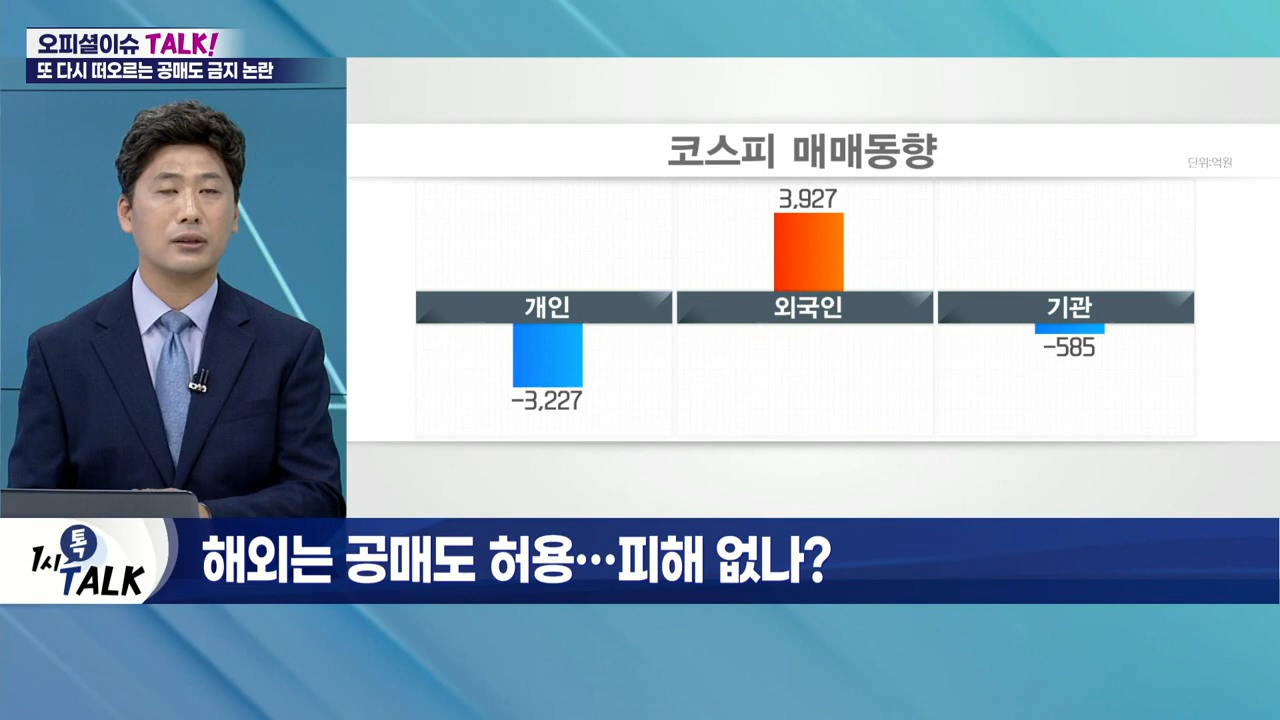 오피셜이슈 TALK!
또 다시 떠오르는 공매도 금지 논란
코스피 매매동향
단위:억원
3,927
개인
외국인
기관
-3,227
-585
1시 톡 TALK
해외는 공매도 허용…피해 없나?